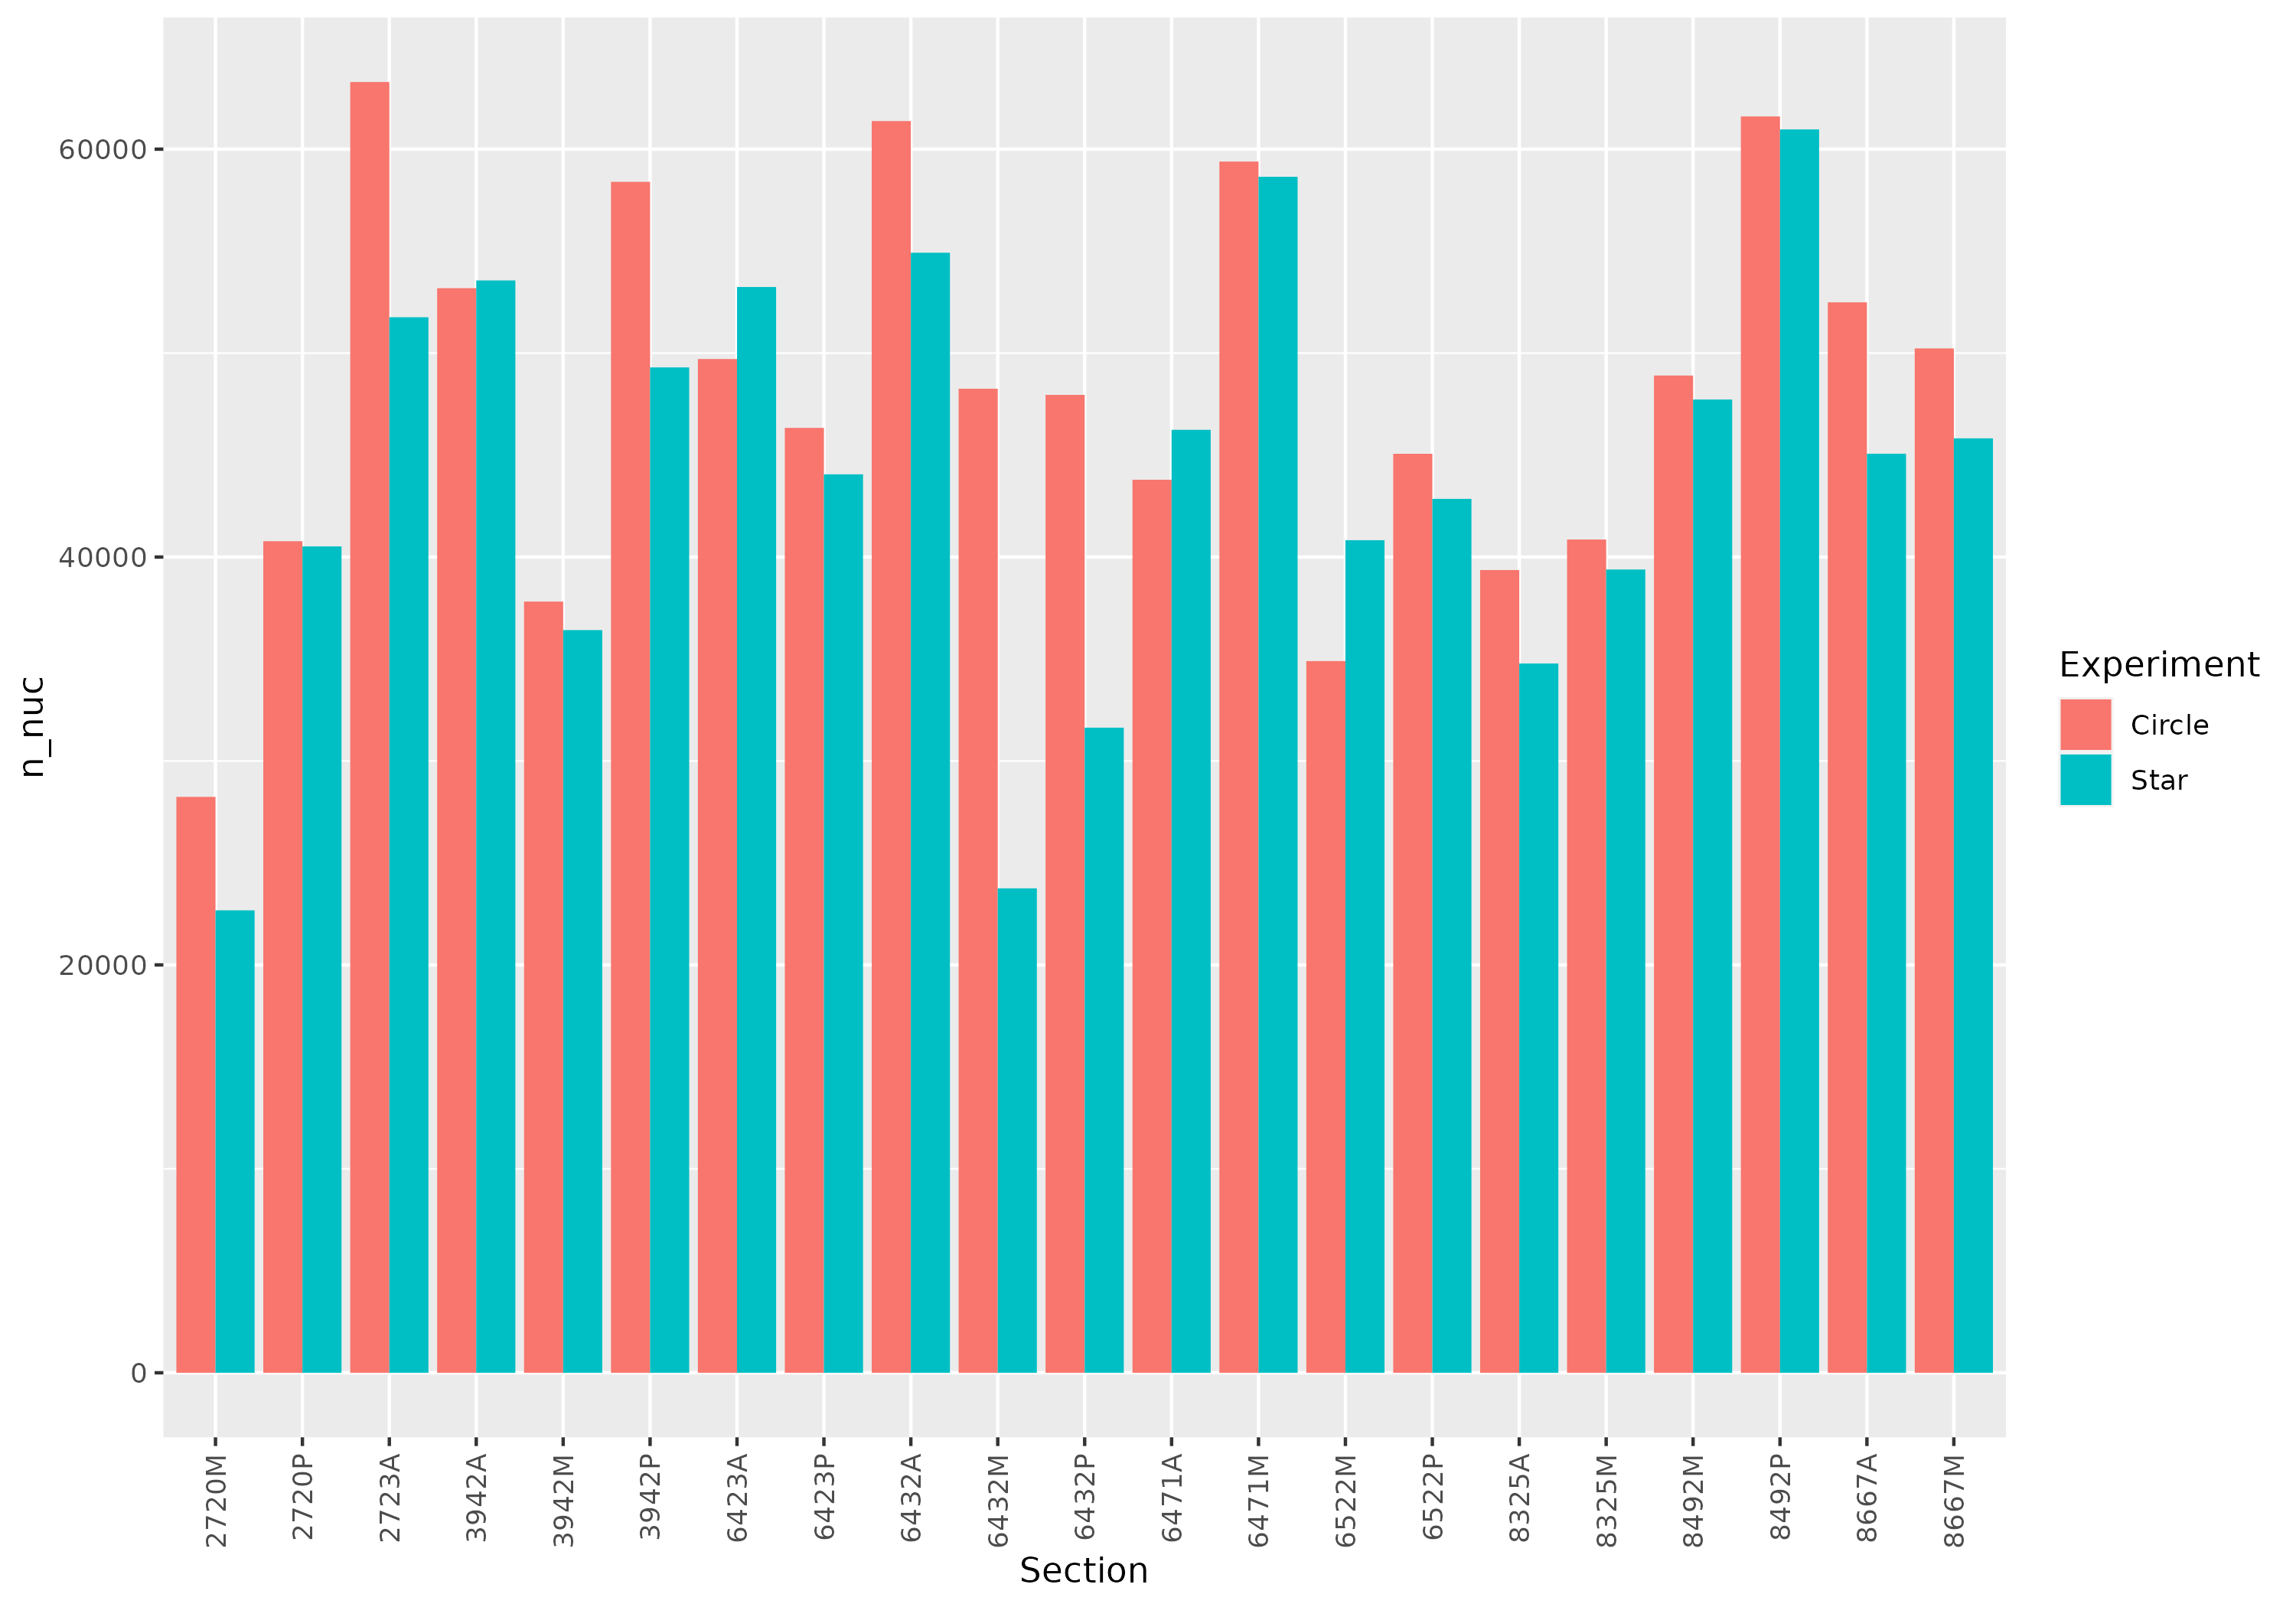 60000
40000
20000
0
n_nuc
2720M
2720P
2723A
3942A
3942M
3942P
6423A
6423P
6432A
6432M
6432P
6471A
6471M
6522M
6522P
8325A
8325M
8492M
8492P
8667A
8667M
Section
Experiment
Circle
Star